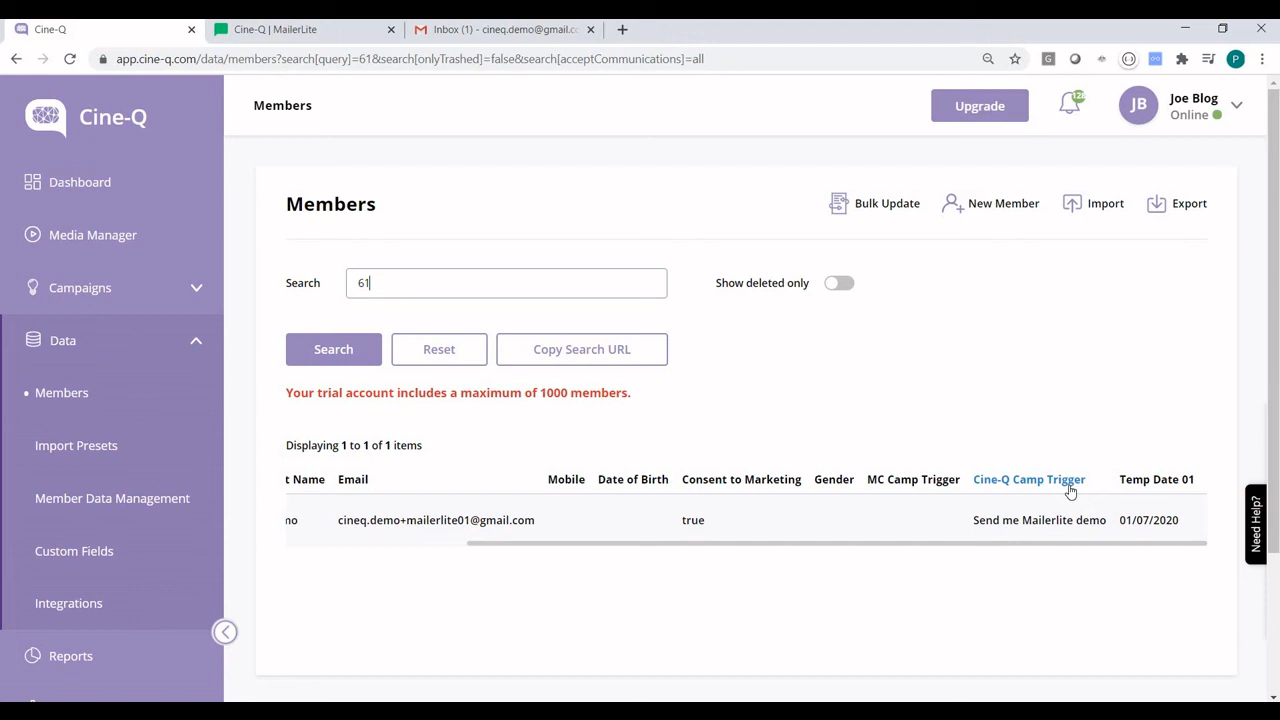 Cine-Q
Cine-Q | MailerLite
Inbox (1) - cineq.demo@gmail.co
app.cine-q.com/data/members?search[query]=61&search[onlyTrashed]=false&search[acceptCommunications]=all
P
Cine-Q
Members
Upgrade
JB
Joe Blog
Online
Dashboard
Media Manager
Campaigns
Data
Members
Import Presets
Member Data Management
Custom Fields
Integrations
Reports
Members
Bulk Update
New Member
Import
Export
Search
61
Show deleted only
Search
Reset
Copy Search URL
Your trial account includes a maximum of 1000 members.
Displaying 1 to 1 of 1 items
t Name Email Mobile Date of Birth Consent to Marketing Gender MC Camp Trigger Cine-Q Camp Trigger Temp Date 01
mo cineq.demo+mailerlite01@gmail.com true Send me Mailerlite demo 01/07/2020
Need Help?